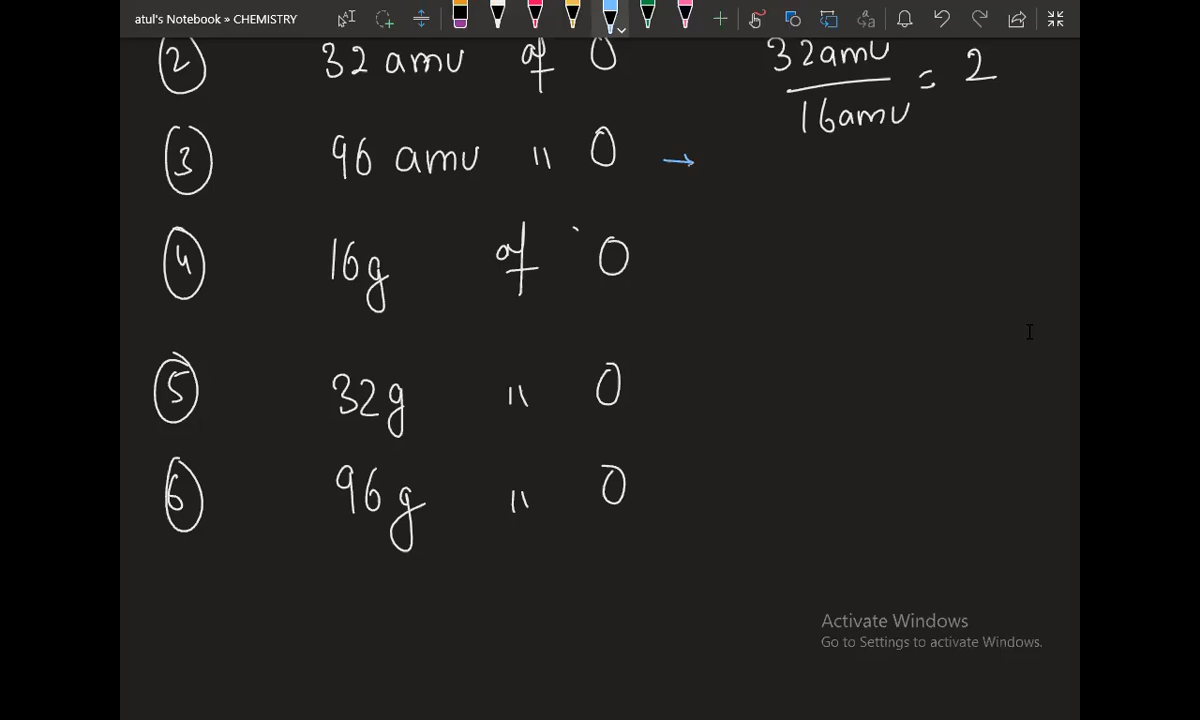 atul's Notebook » CHEMISTRY
② 32 amu of O 32amu/16amu = 2
③ 96 amu " O →
④ 16g of O
⑤ 32g " O
⑥ 96g " O
Activate Windows
Go to Settings to activate Windows.